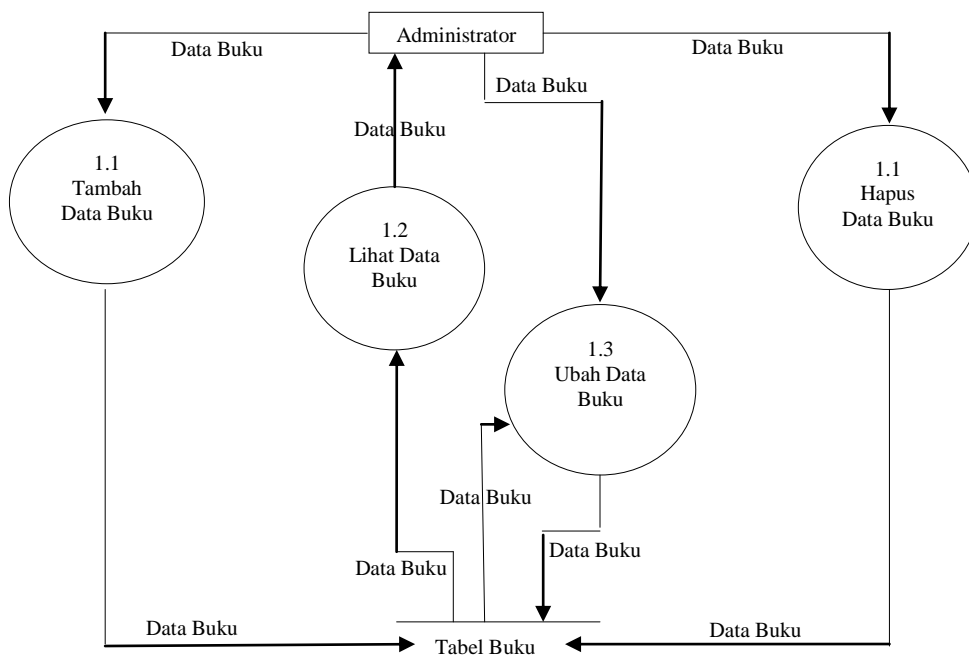 Administrator
Data Buku
Data Buku
Data Buku
Data Buku
1.1
Tambah
Data Buku
1.1
Hapus
Data Buku
1.2
Lihat Data
Buku
1.3
Ubah Data
Buku
Data Buku
Data Buku
Data Buku
Data Buku
Data Buku
Tabel Buku